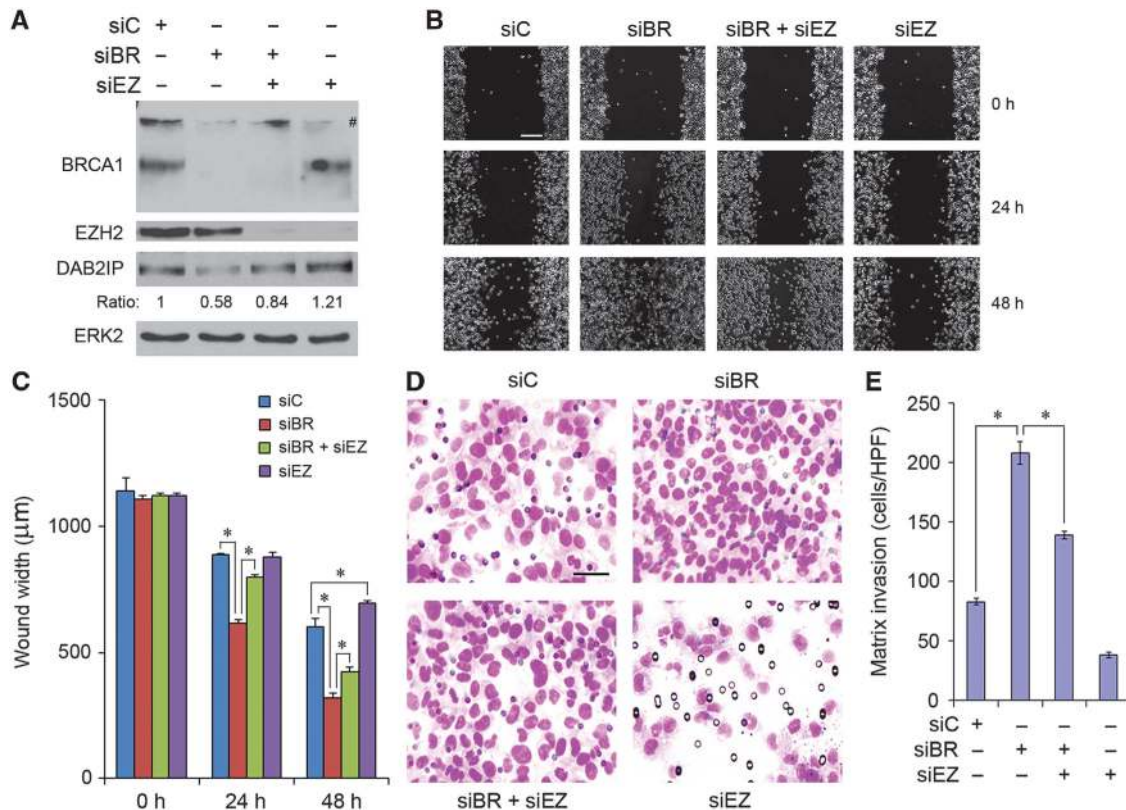 A
siC + – – –
siBR – + + –
siEZ – – + +
#
BRCA1
EZH2
DAB2IP
Ratio: 1 0.58 0.84 1.21
ERK2
B
siC siBR siBR + siEZ siEZ
0 h
24 h
48 h
C
Wound width (μm)
1500
1000
500
0
siC
siBR
siBR + siEZ
siEZ
* * * * * *
0 h 24 h 48 h
D
siC siBR
siBR + siEZ siEZ
E
Matrix invasion (cells/HPF)
250
200
150
100
50
0
* *
siC + – – –
siBR – + + –
siEZ – – + +